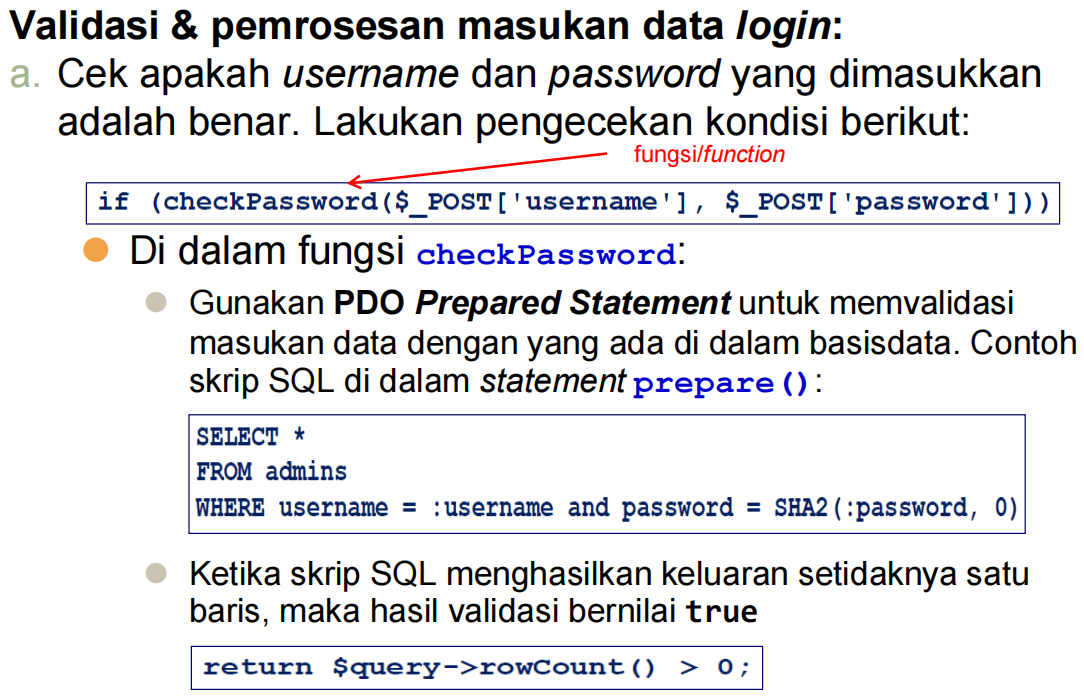 Validasi & pemrosesan masukan data login:
a. Cek apakah username dan password yang dimasukkan
adalah benar. Lakukan pengecekan kondisi berikut:
fungsi/function
if (checkPassword($_POST['username'], $_POST['password']))
Di dalam fungsi checkPassword:
Gunakan PDO Prepared Statement untuk memvalidasi
masukan data dengan yang ada di dalam basisdata. Contoh
skrip SQL di dalam statement prepare():
SELECT *
FROM admins
WHERE username = :username and password = SHA2(:password, 0)
Ketika skrip SQL menghasilkan keluaran setidaknya satu
baris, maka hasil validasi bernilai true
return $query->rowCount() > 0;